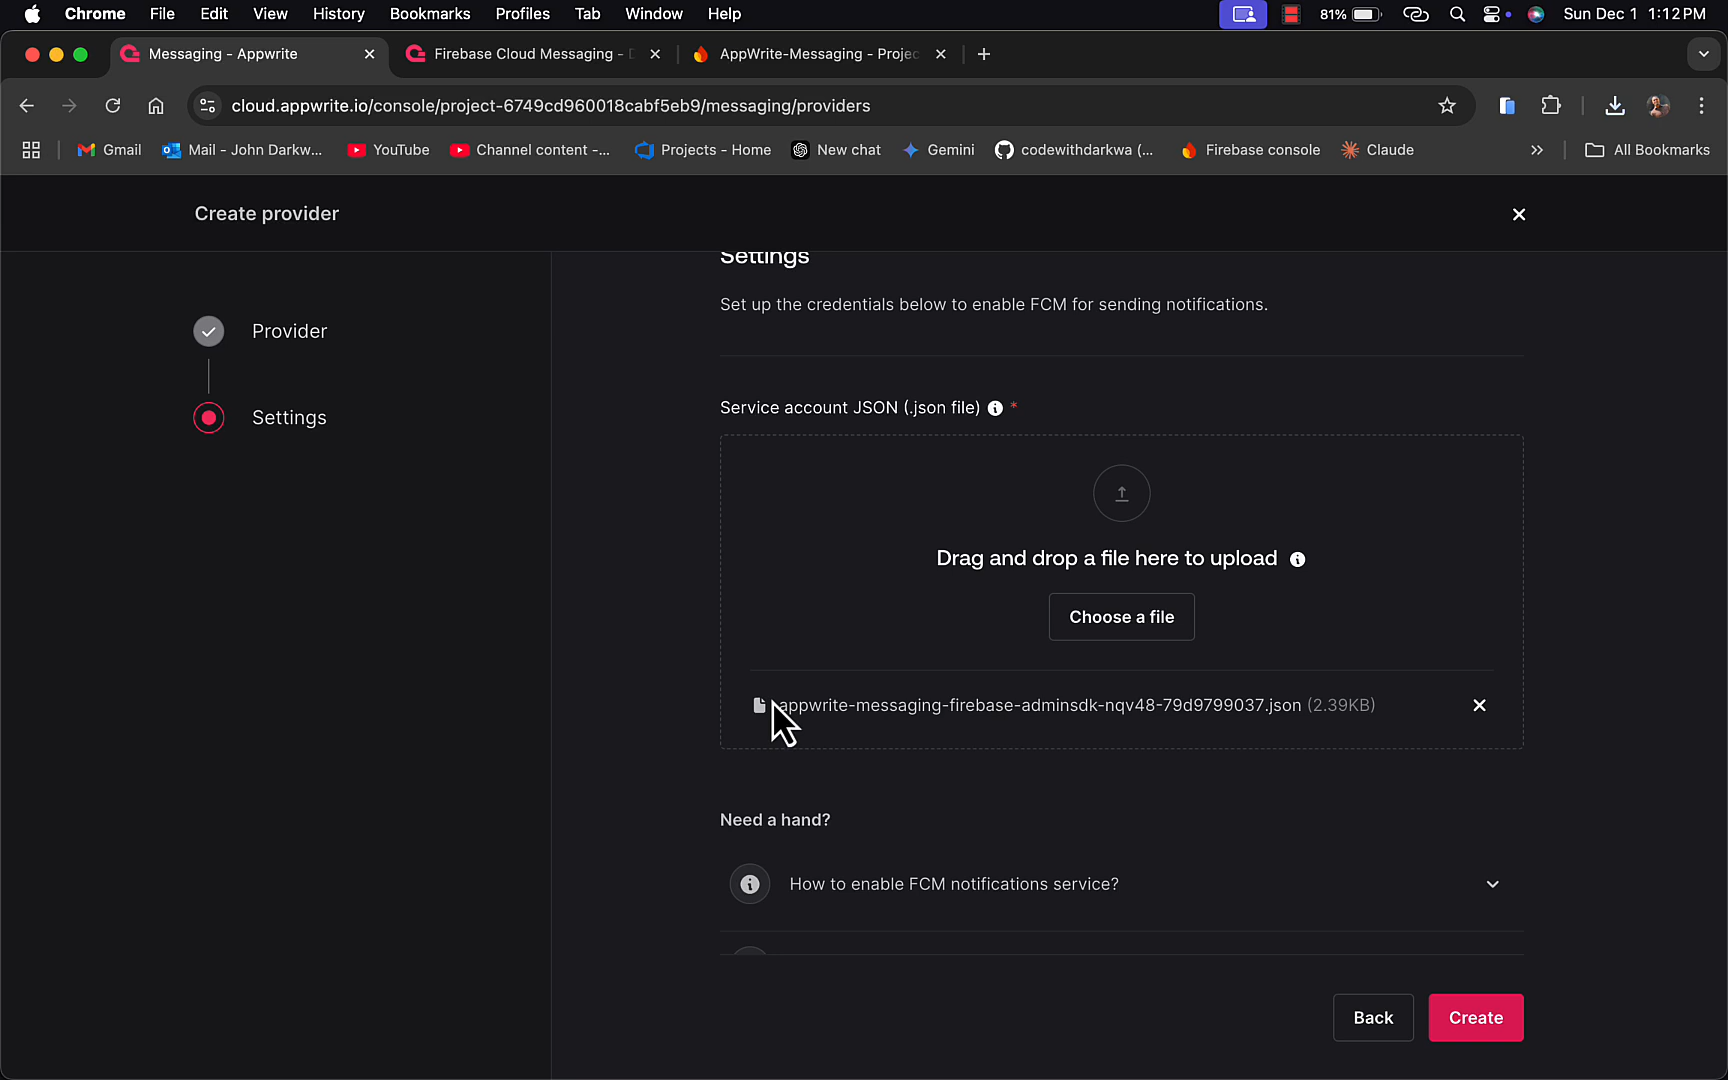 Chrome File Edit View History Bookmarks Profiles Tab Window Help 81% Sun Dec 1 1:12 PM
Messaging - Appwrite Firebase Cloud Messaging - AppWrite-Messaging - Projec
cloud.appwrite.io/console/project-6749cd960018cabf5eb9/messaging/providers
Gmail Mail - John Darkw... YouTube Channel content -... Projects - Home New chat Gemini codewithdarkwa (... Firebase console Claude » All Bookmarks
Create provider
Settings
Set up the credentials below to enable FCM for sending notifications.
Provider
Settings
Service account JSON (.json file) *
Drag and drop a file here to upload
Choose a file
appwrite-messaging-firebase-adminsdk-nqv48-79d9799037.json (2.39KB)
Need a hand?
How to enable FCM notifications service?
Back Create